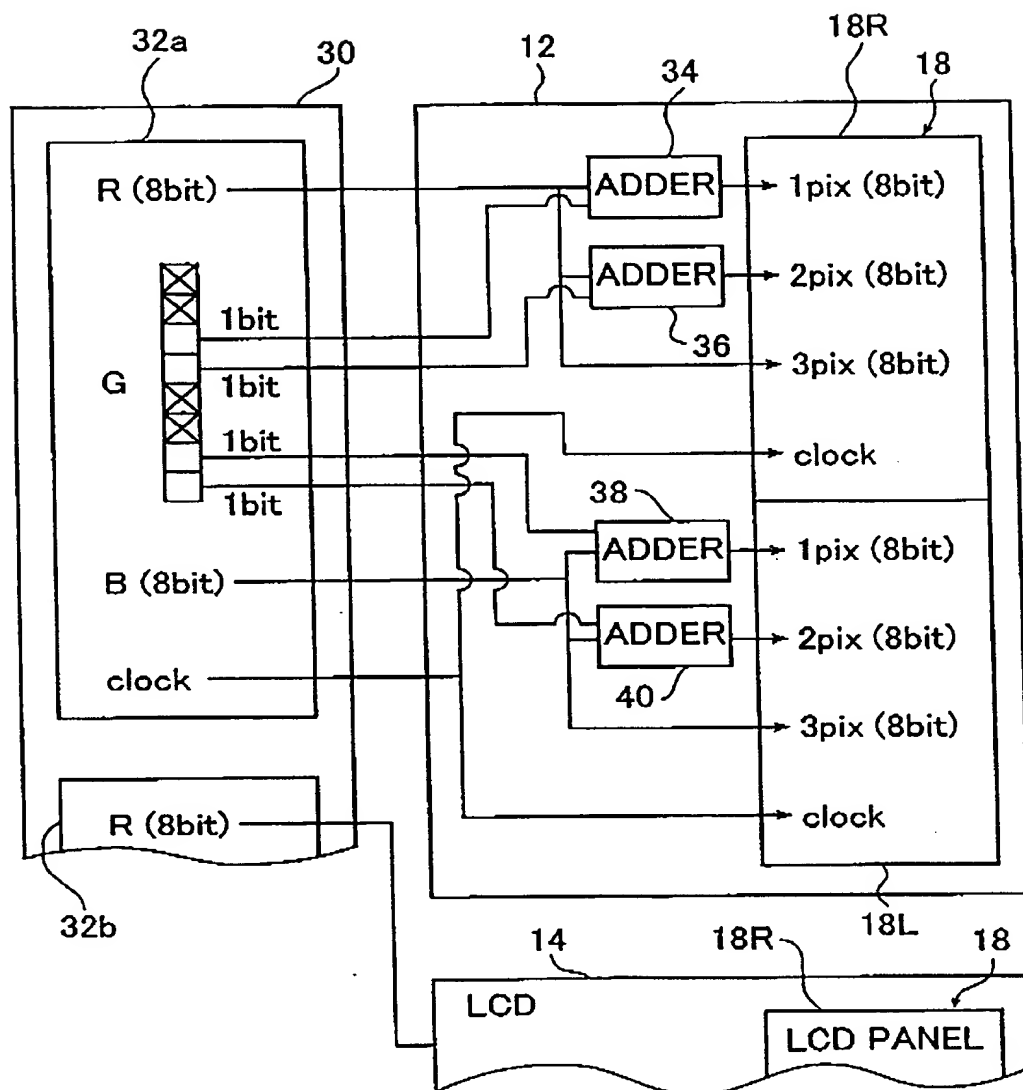 32a
30
12
34
18R
18
R (8bit)
ADDER
1pix (8bit)
ADDER
2pix (8bit)
1bit
36
G
1bit
3pix (8bit)
1bit
clock
1bit
38
ADDER
1pix (8bit)
B (8bit)
ADDER
2pix (8bit)
clock
40
3pix (8bit)
R (8bit)
clock
32b
18L
14
18R
18
LCD
LCD PANEL